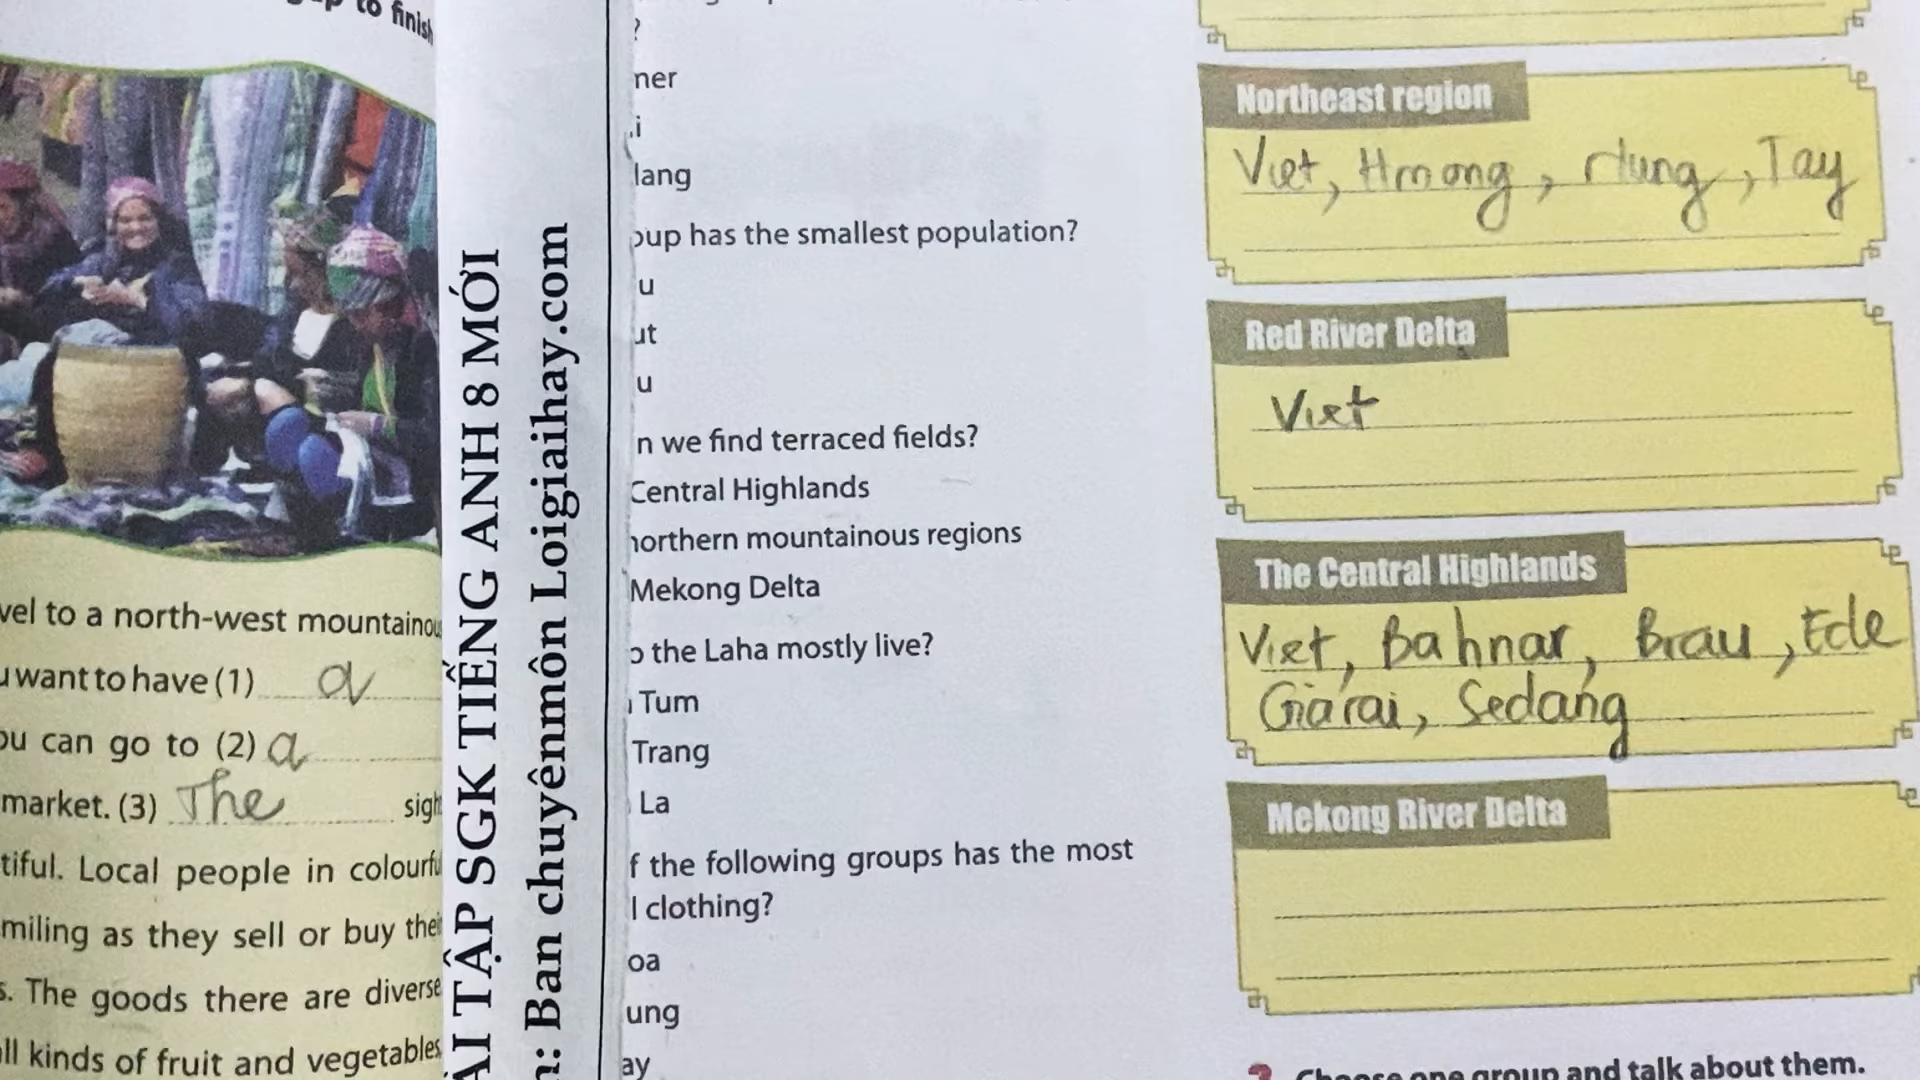 to finish
vel to a north-west mountainou
want to have (1) a
ou can go to (2) a
market. (3) The sigh
tiful. Local people in colourfu
miling as they sell or buy thei
s. The goods there are diverse
ll kinds of fruit and vegetables
ÀI TẬP SGK TIẾNG ANH 8 MỚI
n: Ban chuyênmôn Loigiaihay.com
?
mer
.i
lang
oup has the smallest population?
u
ut
u
n we find terraced fields?
Central Highlands
northern mountainous regions
Mekong Delta
o the Laha mostly live?
Tum
Trang
La
f the following groups has the most
l clothing?
oa
ung
ay
Northeast region
Viet, Hmong, Nung, Tay
Red River Delta
Viet
The Central Highlands
Viet, Bahnar, Brau, Ede
Giarai, Sedang
Mekong River Delta
Choose one group and talk about them.